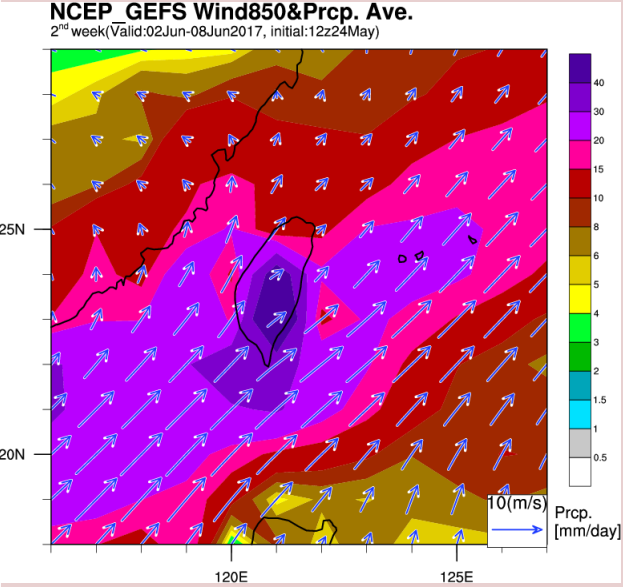 NCEP_GEFS Wind850&Prcp. Ave.
2nd week(Valid:02Jun-08Jun2017, initial:12z24May)
40
30
20
15
10
8
6
5
4
3
2
1.5
1
0.5
25N
20N
120E
125E
10(m/s)
Prcp.
[mm/day]